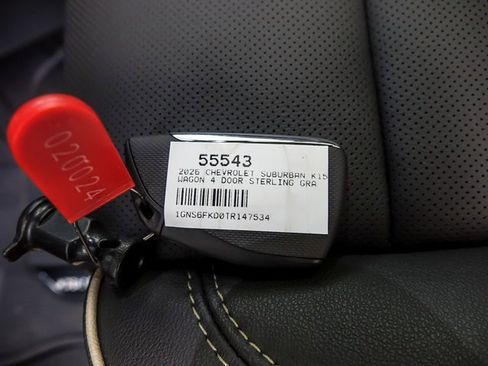 020024
55543
2026 CHEVROLET SUBURBAN K15
WAGON 4 DOOR STERLING GRA
1GNS6FKD0TR147534